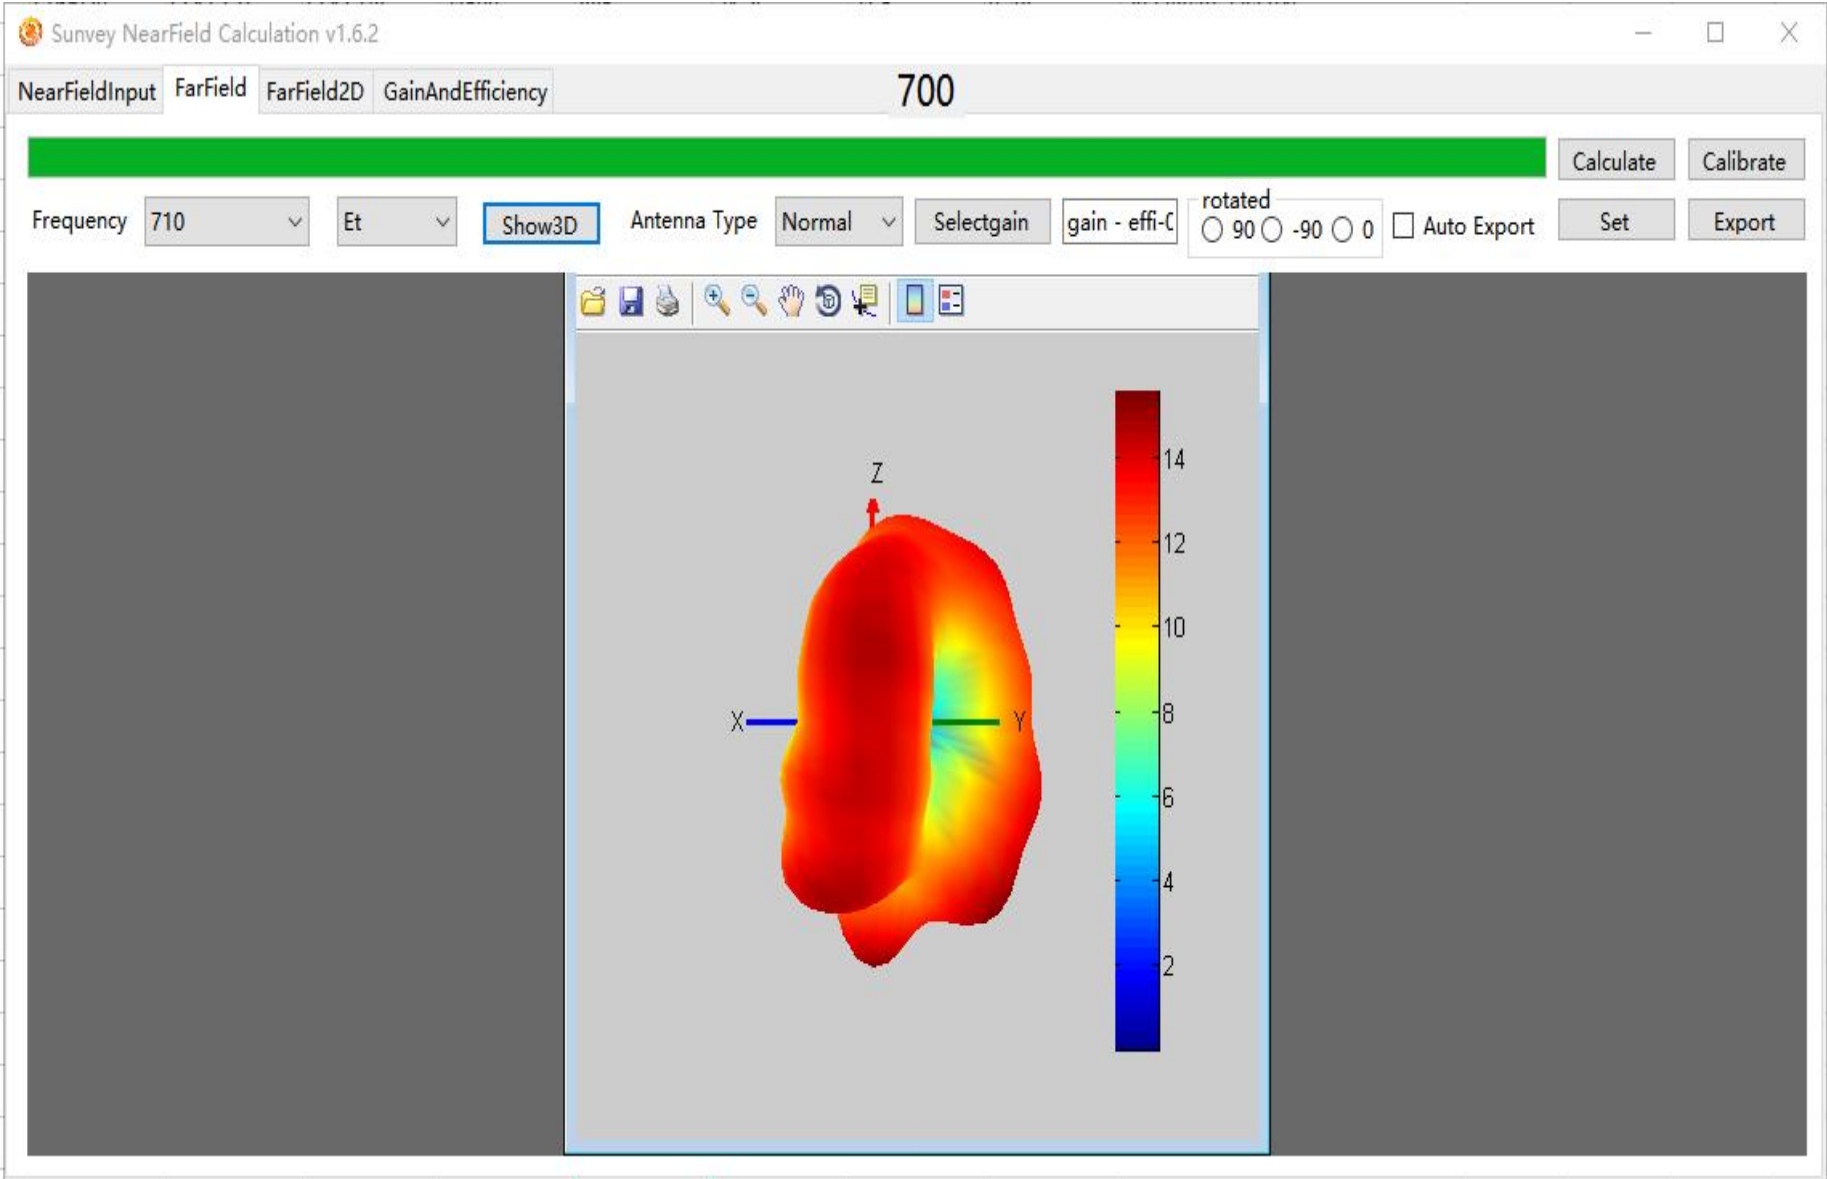 Sunvey NearField Calculation v1.6.2
NearFieldInput FarField FarField2D GainAndEfficiency 700
Calculate Calibrate
Frequency 710 Et Show3D Antenna Type Normal Selectgain gain - effi-C rotated 90 -90 0 Auto Export Set Export
Z
X
Y
14
12
10
8
6
4
2